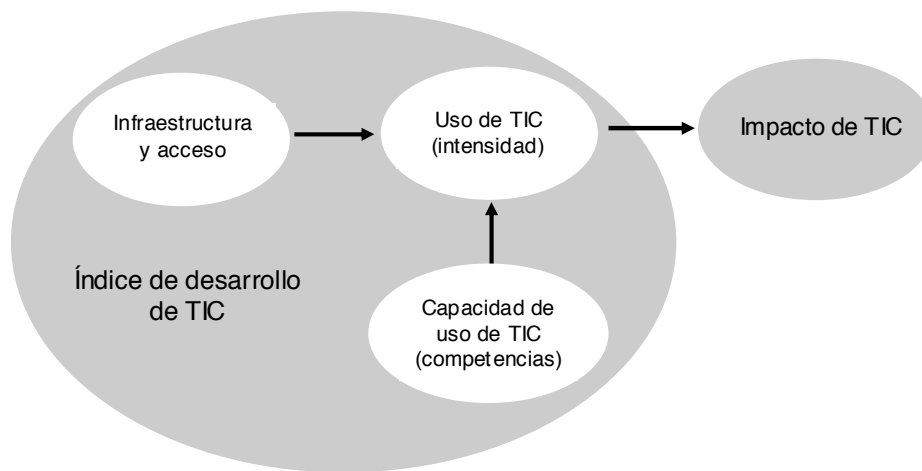 Infraestructura
y acceso
Uso de TIC
(intensidad)
Impacto de TIC
Índice de desarrollo
de TIC
Capacidad de
uso de TIC
(competencias)